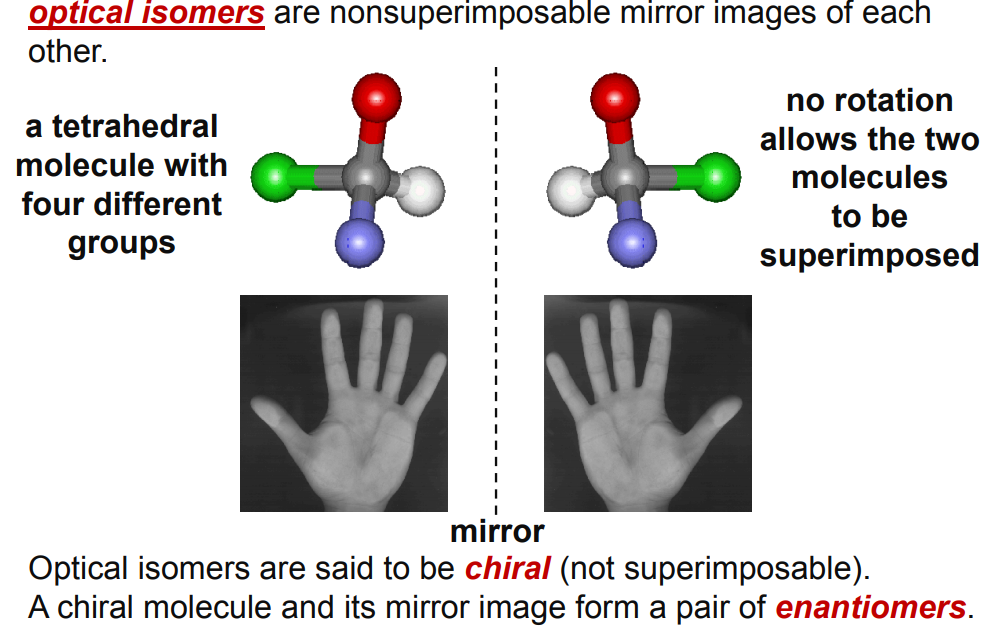 optical isomers are nonsuperimposable mirror images of each
other.
a tetrahedral
molecule with
four different
groups
no rotation
allows the two
molecules
to be
superimposed
mirror
Optical isomers are said to be chiral (not superimposable).
A chiral molecule and its mirror image form a pair of enantiomers.